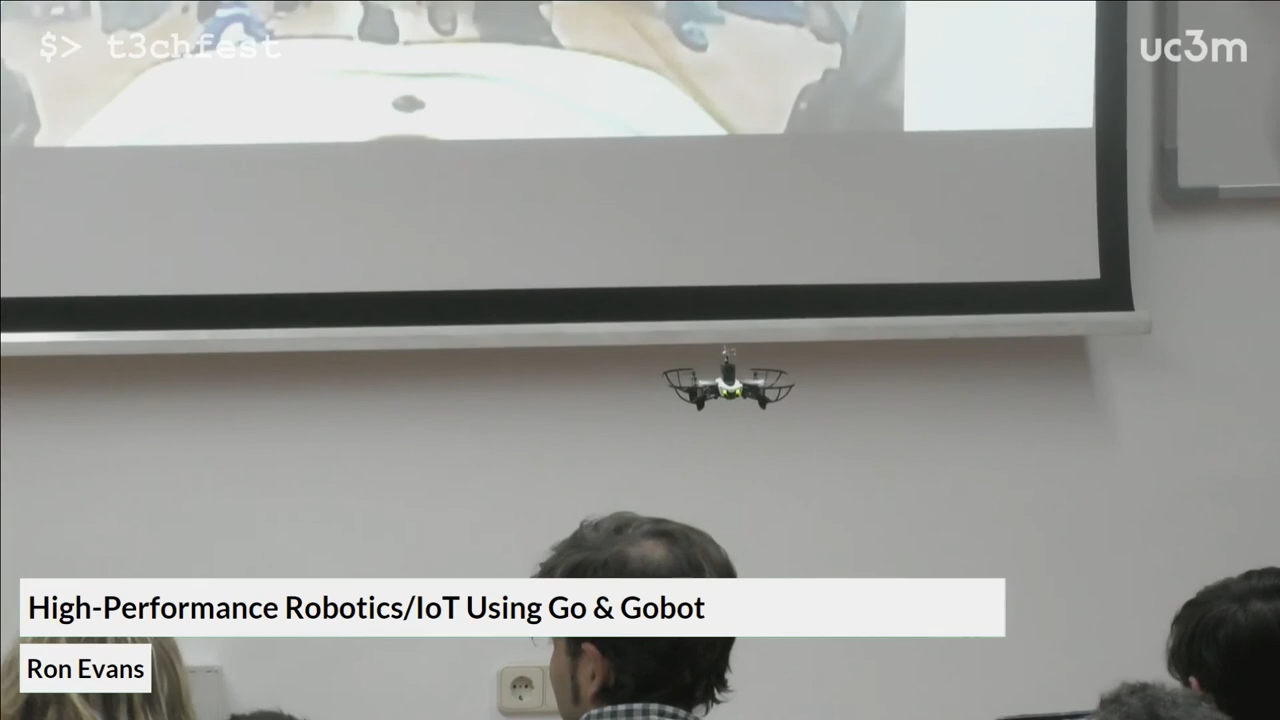 $> t3chfest
uc3m
High-Performance Robotics/IoT Using Go & Gobot
Ron Evans